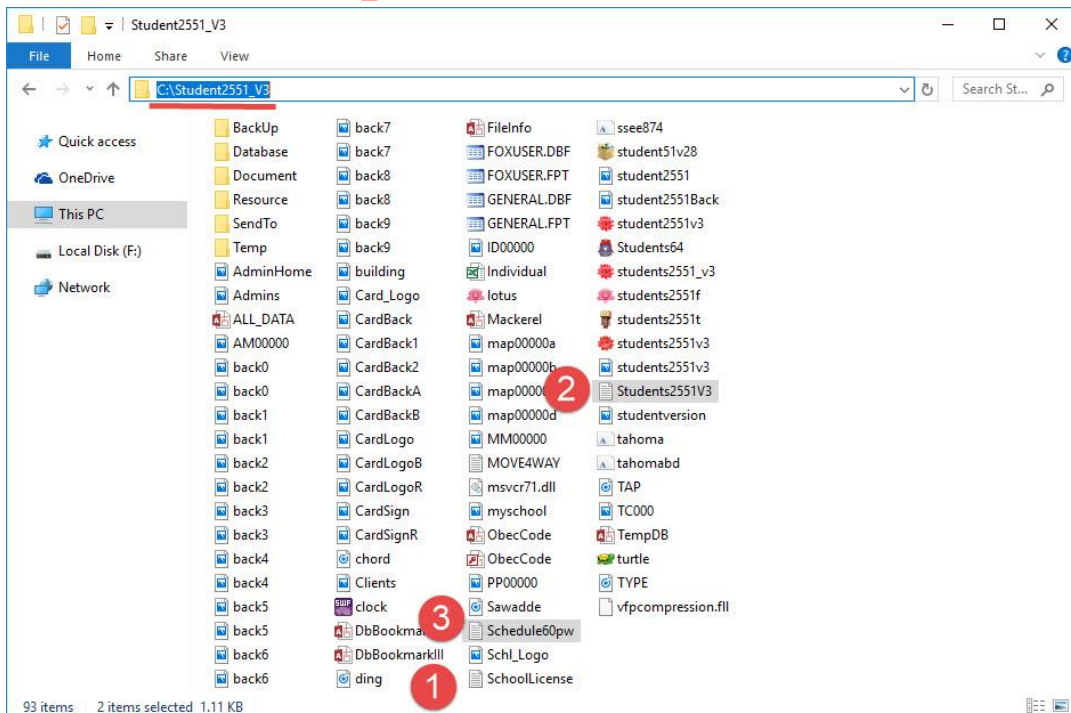 Student2551_V3
File Home Share View
C:\Student2551_V3
Search St...
Quick access
OneDrive
This PC
Local Disk (F:)
Network
BackUp
Database
Document
Resource
SendTo
Temp
AdminHome
Admins
ALL_DATA
AM00000
back0
back0
back1
back1
back2
back2
back3
back3
back4
back4
back5
back5
back6
back6
back7
back7
back8
back8
back9
back9
building
Card_Logo
CardBack
CardBack1
CardBack2
CardBackA
CardBackB
CardLogo
CardLogoB
CardLogoR
CardSign
CardSignR
chord
Clients
clock
DbBookma
DbBookmarkIII
ding
FileInfo
FOXUSER.DBF
FOXUSER.FPT
GENERAL.DBF
GENERAL.FPT
ID00000
Individual
lotus
Mackerel
map00000a
map00000b
map0000
map00000d
MM00000
MOVE4WAY
msvcr71.dll
myschool
ObecCode
ObecCode
PP00000
Sawadde
3 Schedule60pw
Schl_Logo
1 SchoolLicense
ssee874
student51v28
student2551
student2551Back
student2551v3
Students64
students2551_v3
students2551f
students2551t
students2551v3
students2551v3
2 Students2551V3
studentversion
tahoma
tahomabd
TAP
TC000
TempDB
turtle
TYPE
vfpcompression.fll
93 items 2 items selected 1.11 KB